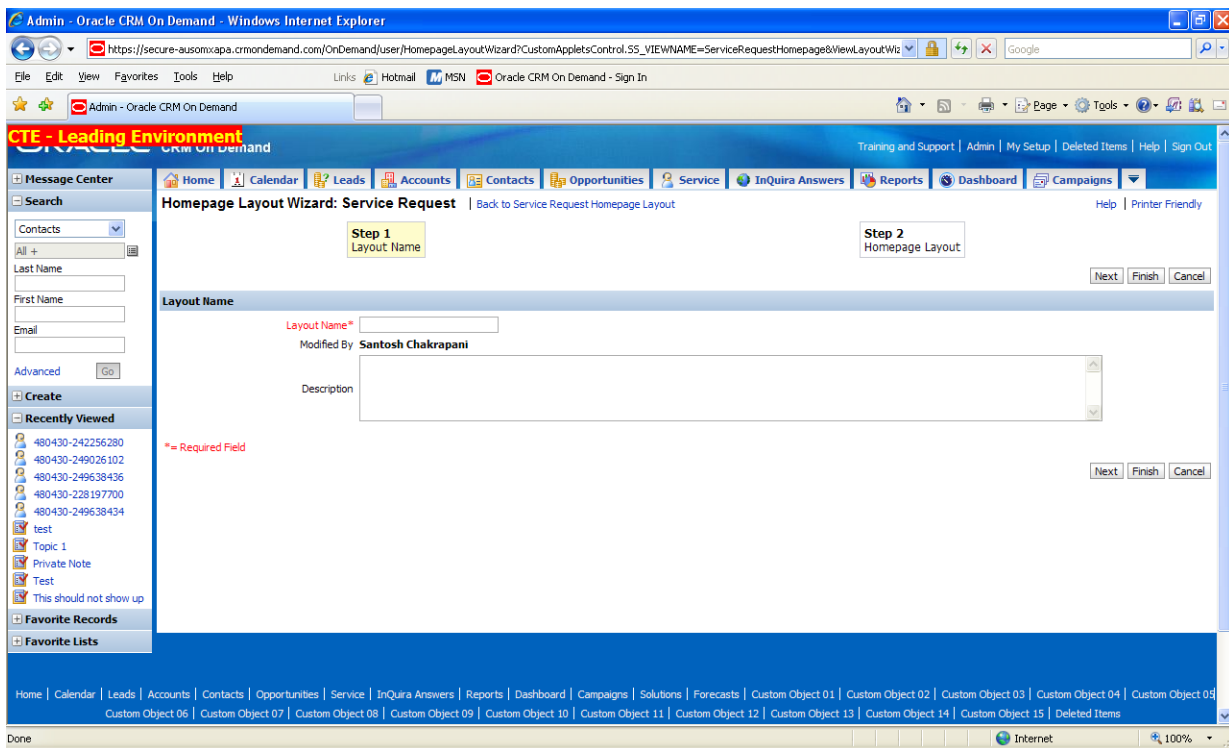 Admin - Oracle CRM On Demand - Windows Internet Explorer
https://secure-ausomxapa.crmondemand.com/OnDemand/user/HomepageLayoutWizard?CustomAppletsControl.SS_VIEWNAME=ServiceRequestHomepage&ViewLayoutWiz
Google
File Edit View Favorites Tools Help Links Hotmail MSN Oracle CRM On Demand - Sign In
Admin - Oracle CRM On Demand Page Tools
CTE - Leading Environment
CRM On Demand
Training and Support | Admin | My Setup | Deleted Items | Help | Sign Out
Message Center
Home Calendar Leads Accounts Contacts Opportunities Service InQuira Answers Reports Dashboard Campaigns
Search
Contacts
All +
Last Name
First Name
Email
Advanced Go
Create
Recently Viewed
480430-242256280
480430-249026102
480430-249638436
480430-228197700
480430-249638434
test
Topic 1
Private Note
Test
This should not show up
Favorite Records
Favorite Lists
Homepage Layout Wizard: Service Request | Back to Service Request Homepage Layout
Help | Printer Friendly
Step 1
Layout Name
Step 2
Homepage Layout
Next Finish Cancel
Layout Name
Layout Name*
Modified By Santosh Chakrapani
Description
*= Required Field
Next Finish Cancel
Home | Calendar | Leads | Accounts | Contacts | Opportunities | Service | InQuira Answers | Reports | Dashboard | Campaigns | Solutions | Forecasts | Custom Object 01 | Custom Object 02 | Custom Object 03 | Custom Object 04 | Custom Object 05
Custom Object 06 | Custom Object 07 | Custom Object 08 | Custom Object 09 | Custom Object 10 | Custom Object 11 | Custom Object 12 | Custom Object 13 | Custom Object 14 | Custom Object 15 | Deleted Items
Done Internet 100%